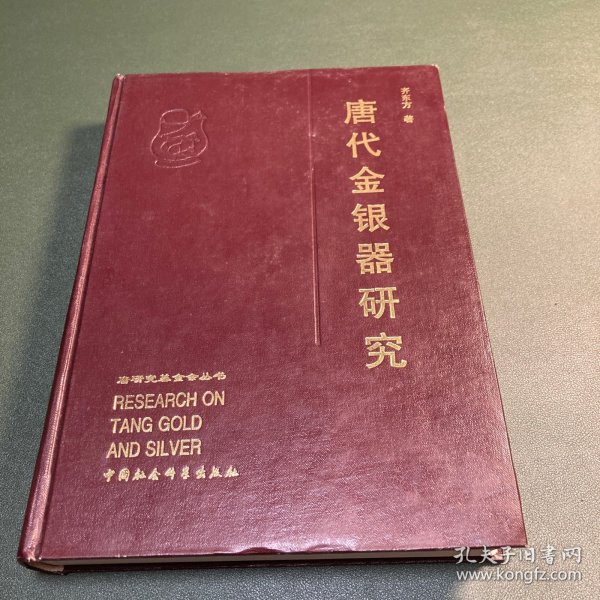 齐东方 著
唐代金银器研究
唐研究基金会丛书
RESEARCH ON
TANG GOLD
AND SILVER
中国社会科学出版社
孔夫子旧书网
www.kongfz.com